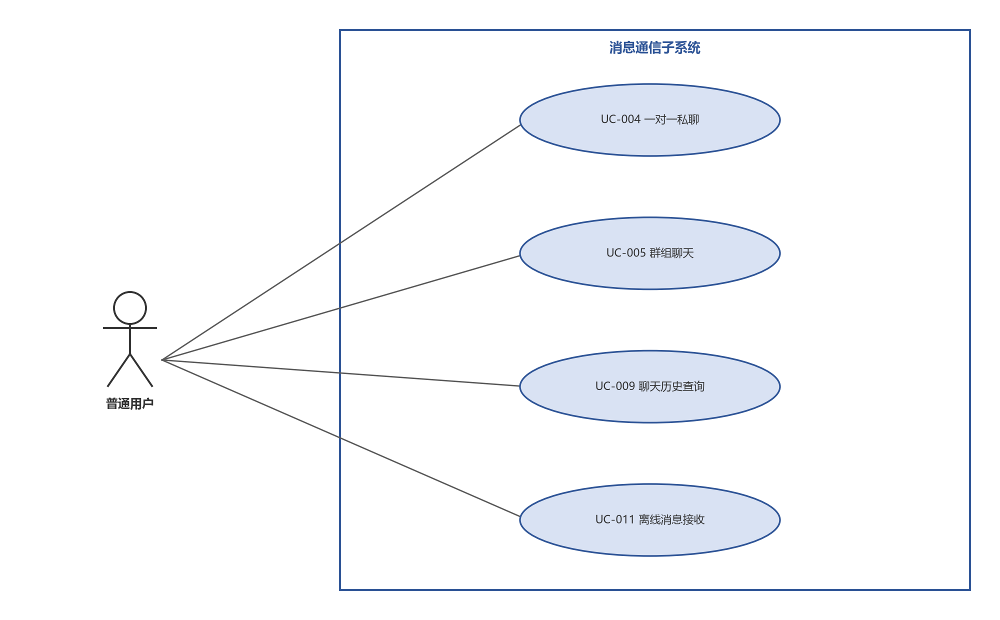 消息通信子系统
UC-004 一对一私聊
UC-005 群组聊天
UC-009 聊天历史查询
普通用户
UC-011 离线消息接收